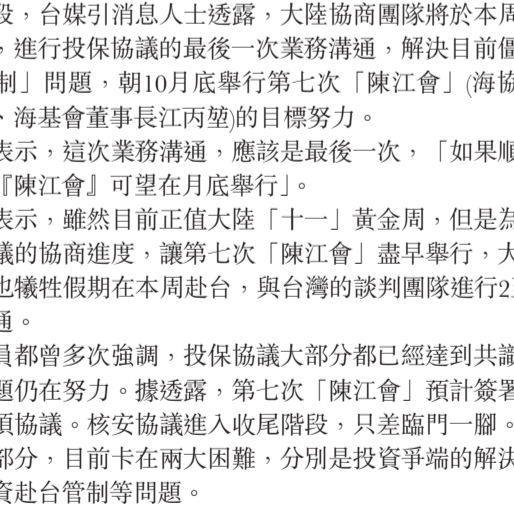 段，台媒引消息人士透露，大陸協商團隊將於本周
，進行投保協議的最後一次業務溝通，解決目前僵
制」問題，朝10月底舉行第七次「陳江會」(海協
、海基會董事長江丙堃)的目標努力。
表示，這次業務溝通，應該是最後一次，「如果順
『陳江會』可望在月底舉行」。
表示，雖然目前正值大陸「十一」黃金周，但是為
議的協商進度，讓第七次「陳江會」盡早舉行，大
也犧牲假期在本周赴台，與台灣的談判團隊進行2
通。
員都曾多次強調，投保協議大部分都已經達到共識
題仍在努力。據透露，第七次「陳江會」預計簽署
項協議。核安協議進入收尾階段，只差臨門一腳。
部分，目前卡在兩大困難，分別是投資爭端的解決
資赴台管制等問題。